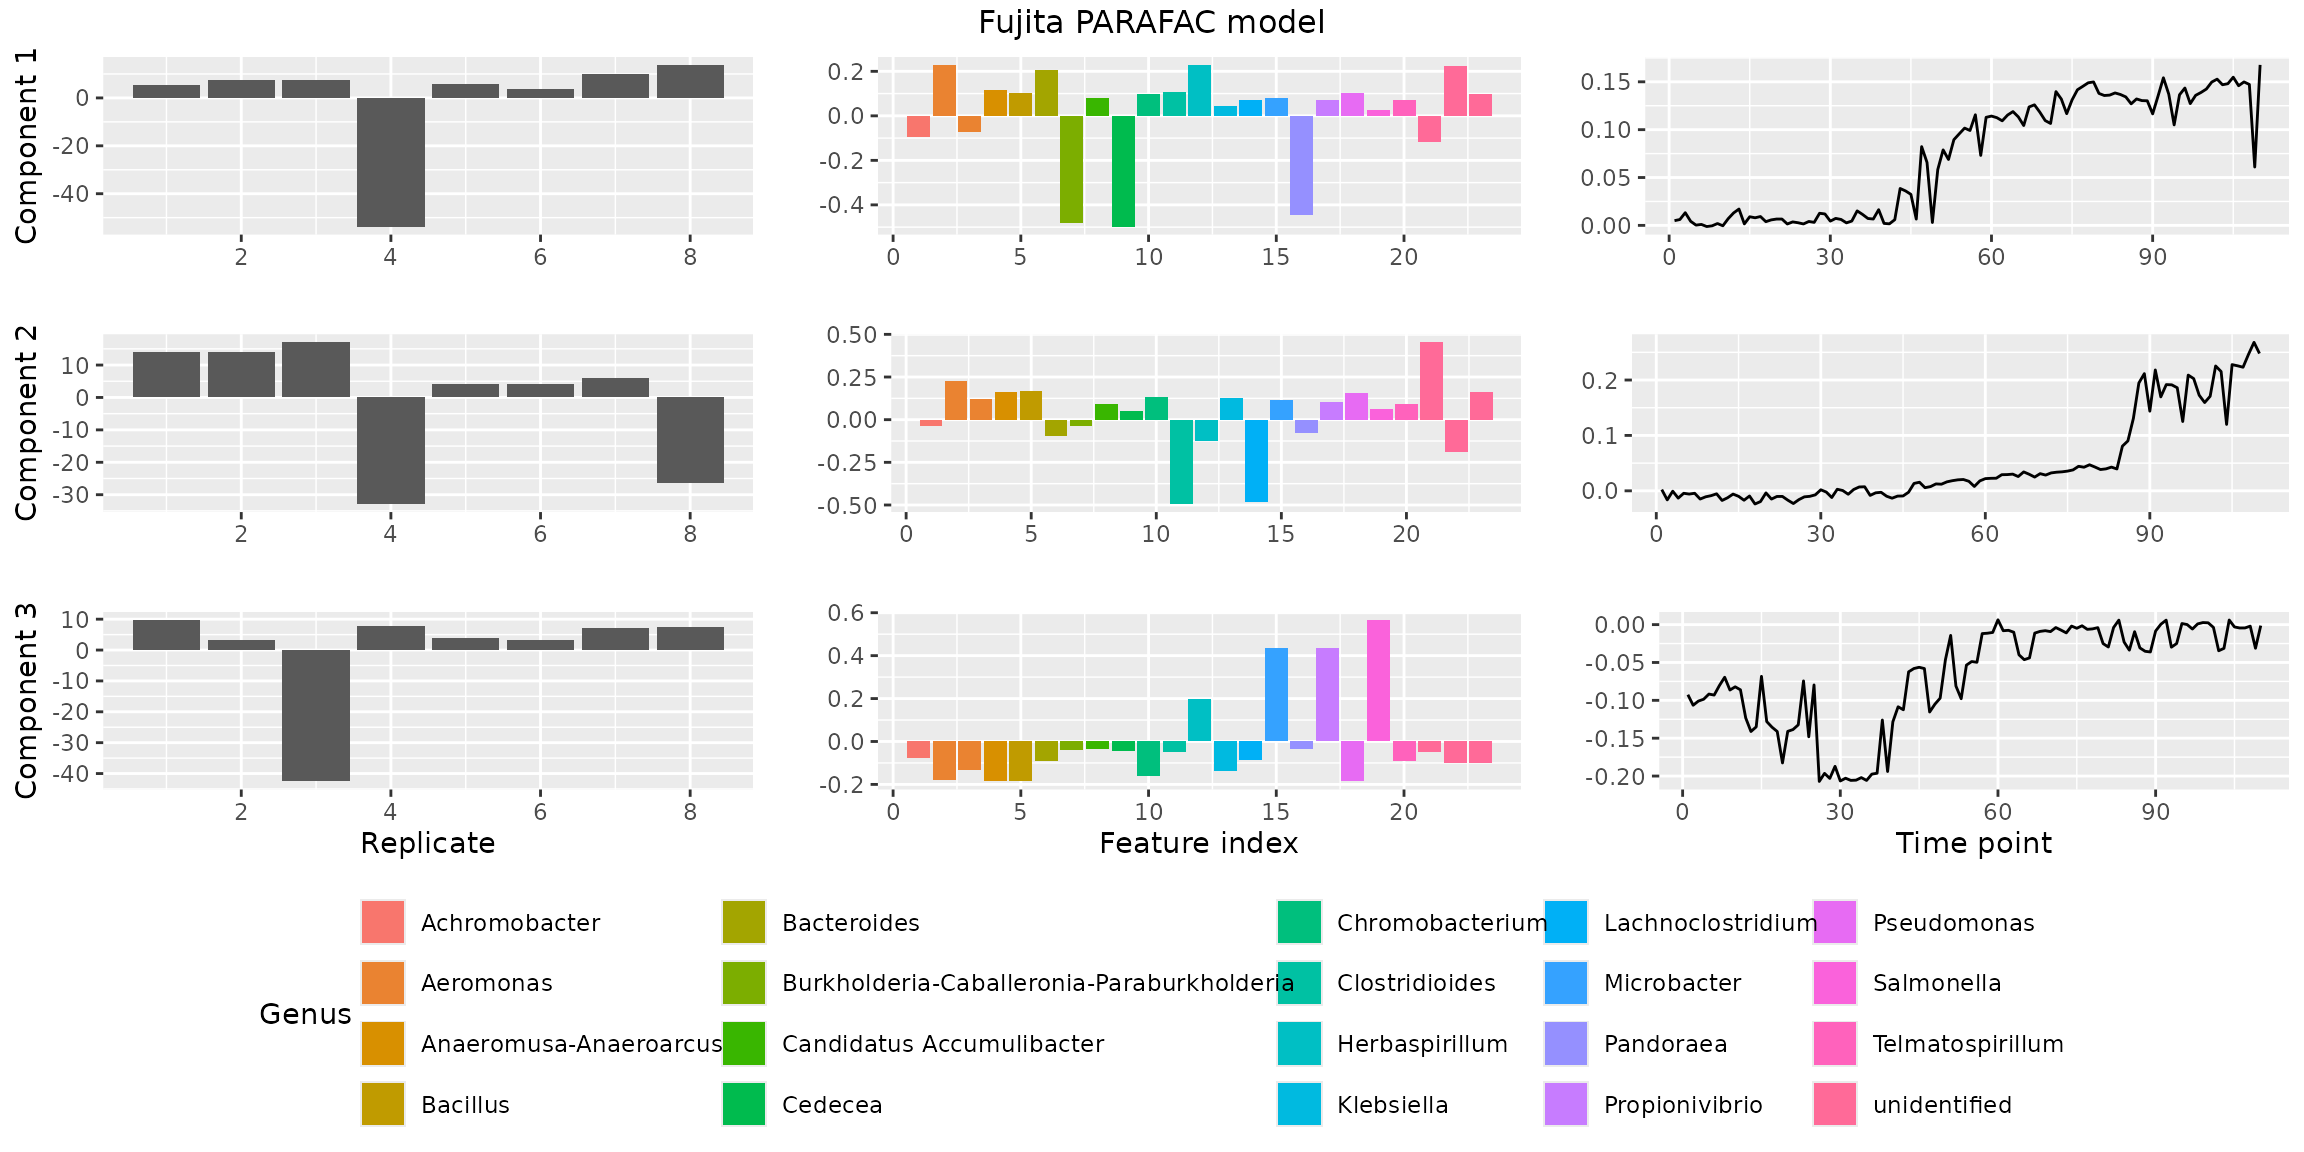 Fujita PARAFAC model
Component 1
0
-20
-40
2 4 6 8
0.2
0.0
-0.2
-0.4
0 5 10 15 20
0.15
0.10
0.05
0.00
0 30 60 90
Component 2
10
0
-10
-20
-30
2 4 6 8
0.50
0.25
0.00
-0.25
-0.50
0 5 10 15 20
0.2
0.1
0.0
0 30 60 90
Component 3
10
0
-10
-20
-30
-40
2 4 6 8
Replicate
0.6
0.4
0.2
0.0
-0.2
0 5 10 15 20
Feature index
0.00
-0.05
-0.10
-0.15
-0.20
0 30 60 90
Time point
Genus
Achromobacter
Aeromonas
Anaeromusa-Anaeroarcus
Bacillus
Bacteroides
Burkholderia-Caballeronia-Paraburkholderia
Candidatus Accumulibacter
Cedecea
Chromobacterium
Clostridioides
Herbaspirillum
Klebsiella
Lachnoclostridium
Microbacter
Pandoraea
Propionivibrio
Pseudomonas
Salmonella
Telmatospirillum
unidentified